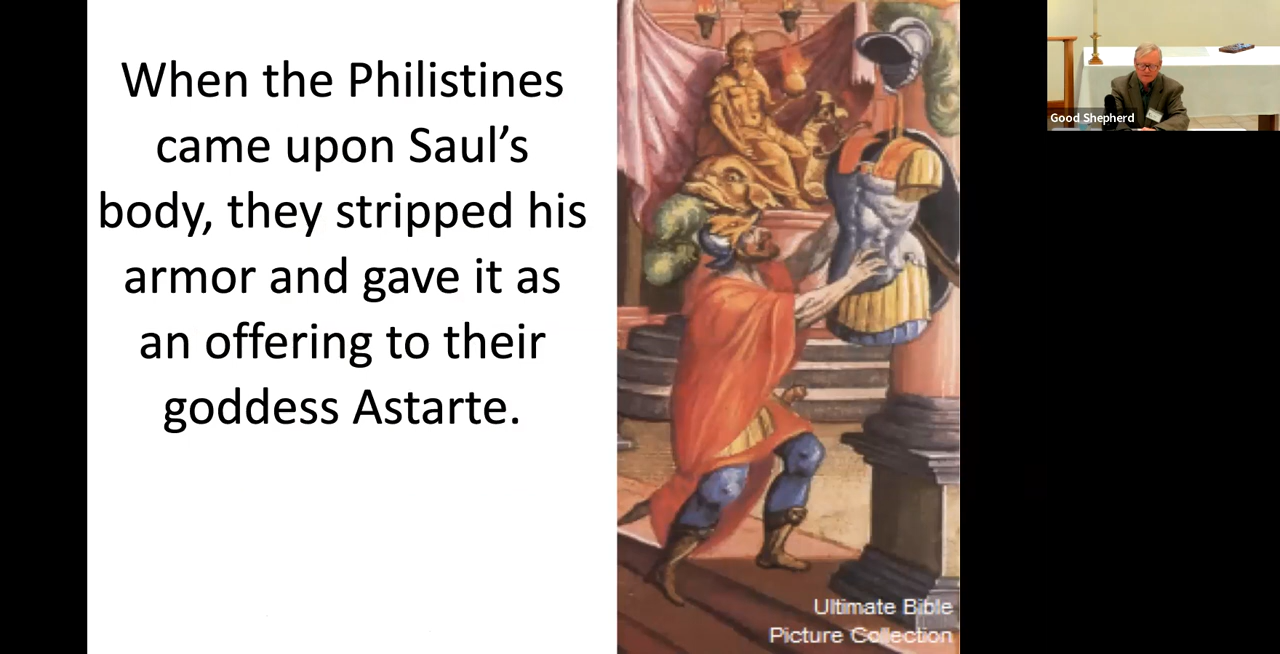 When the Philistines
came upon Saul’s
body, they stripped his
armor and gave it as
an offering to their
goddess Astarte.
Ultimate Bible
Picture Collection
Good Shepherd